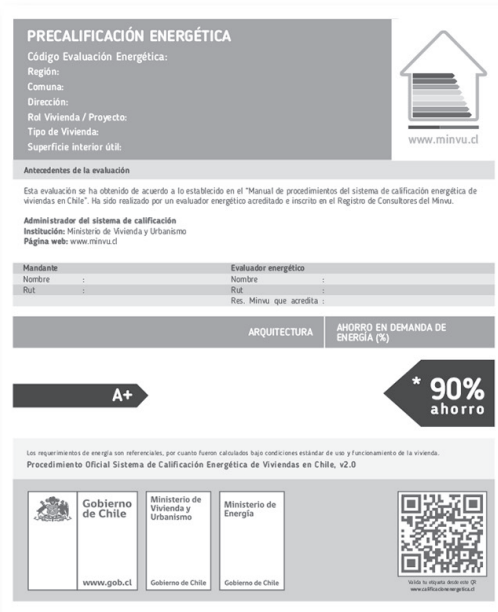 PRECALIFICACIÓN ENERGÉTICA
Código Evaluación Energética:
Región:
Comuna:
Dirección:
Rol Vivienda / Proyecto:
Tipo de Vivienda:
Superficie interior útil:
www.minvu.cl
Antecedentes de la evaluación
Esta evaluación se ha obtenido de acuerdo a lo establecido en el "Manual de procedimientos del sistema de calificación energética de
viviendas en Chile". Ha sido realizado por un evaluador energético acreditado e inscrito en el Registro de Consultores del Minvu.
Administrador del sistema de calificación
Institución: Ministerio de Vivienda y Urbanismo
Página web: www.minvu.cl
Mandante Evaluador energético
Nombre : Nombre :
Rut : Rut :
Res. Minvu que acredita :
ARQUITECTURA
AHORRO EN DEMANDA DE
ENERGÍA (%)
A+
* 90%
ahorro
Los requerimientos de energía son referenciales, por cuanto fueron calculados bajo condiciones estándar de uso y funcionamiento de la vivienda.
Procedimiento Oficial Sistema de Calificación Energética de Viviendas en Chile, v2.0
Gobierno
de Chile
www.gob.cl
Ministerio de
Vivienda y
Urbanismo
Gobierno de Chile
Ministerio de
Energía
Gobierno de Chile
Valida tu etiqueta desde este QR
www.calificacionenergetica.cl